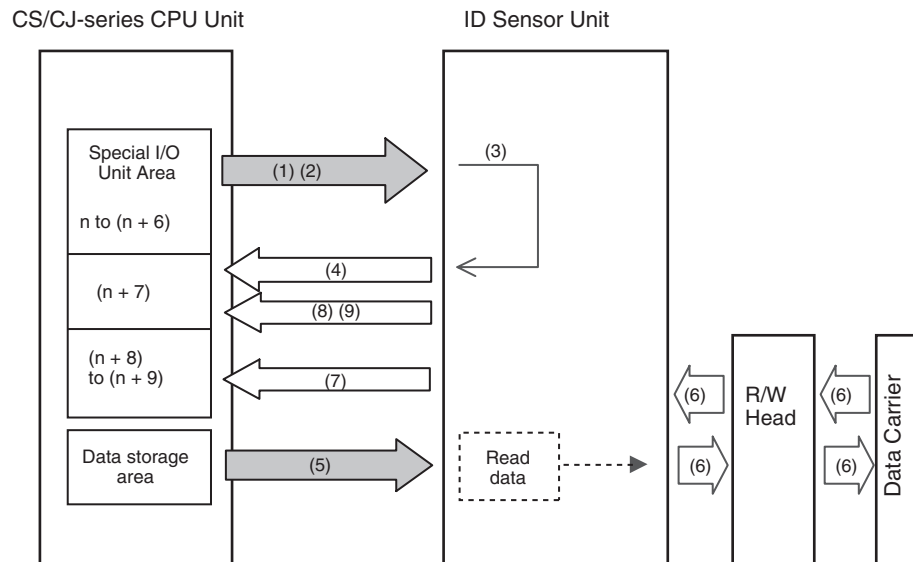 CS/CJ-series CPU Unit
ID Sensor Unit
Special I/O
Unit Area
n to (n + 6)
(1) (2)
(3)
(4)
(n + 7)
(8) (9)
(n + 8)
to (n + 9)
(7)
(6)
R/W
Head
(6)
Data Carrier
Data storage
area
(5)
Read
data
(6)
(6)